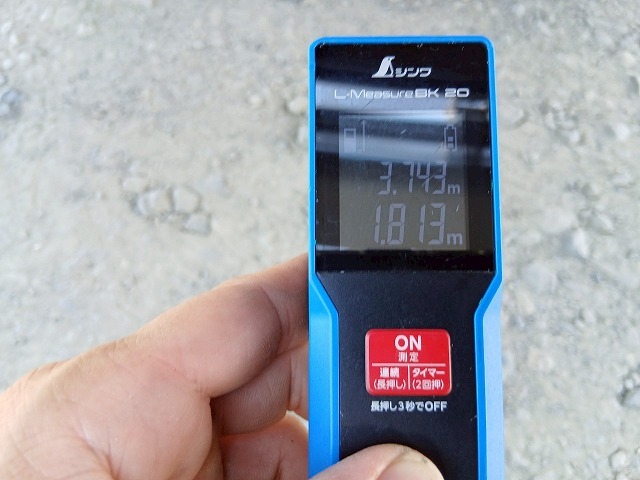 シンワ
L-Measure BK 20
3.743m
1.813m
ON
測定
連続 タイマー
(長押し) (2回押)
長押し3秒でOFF